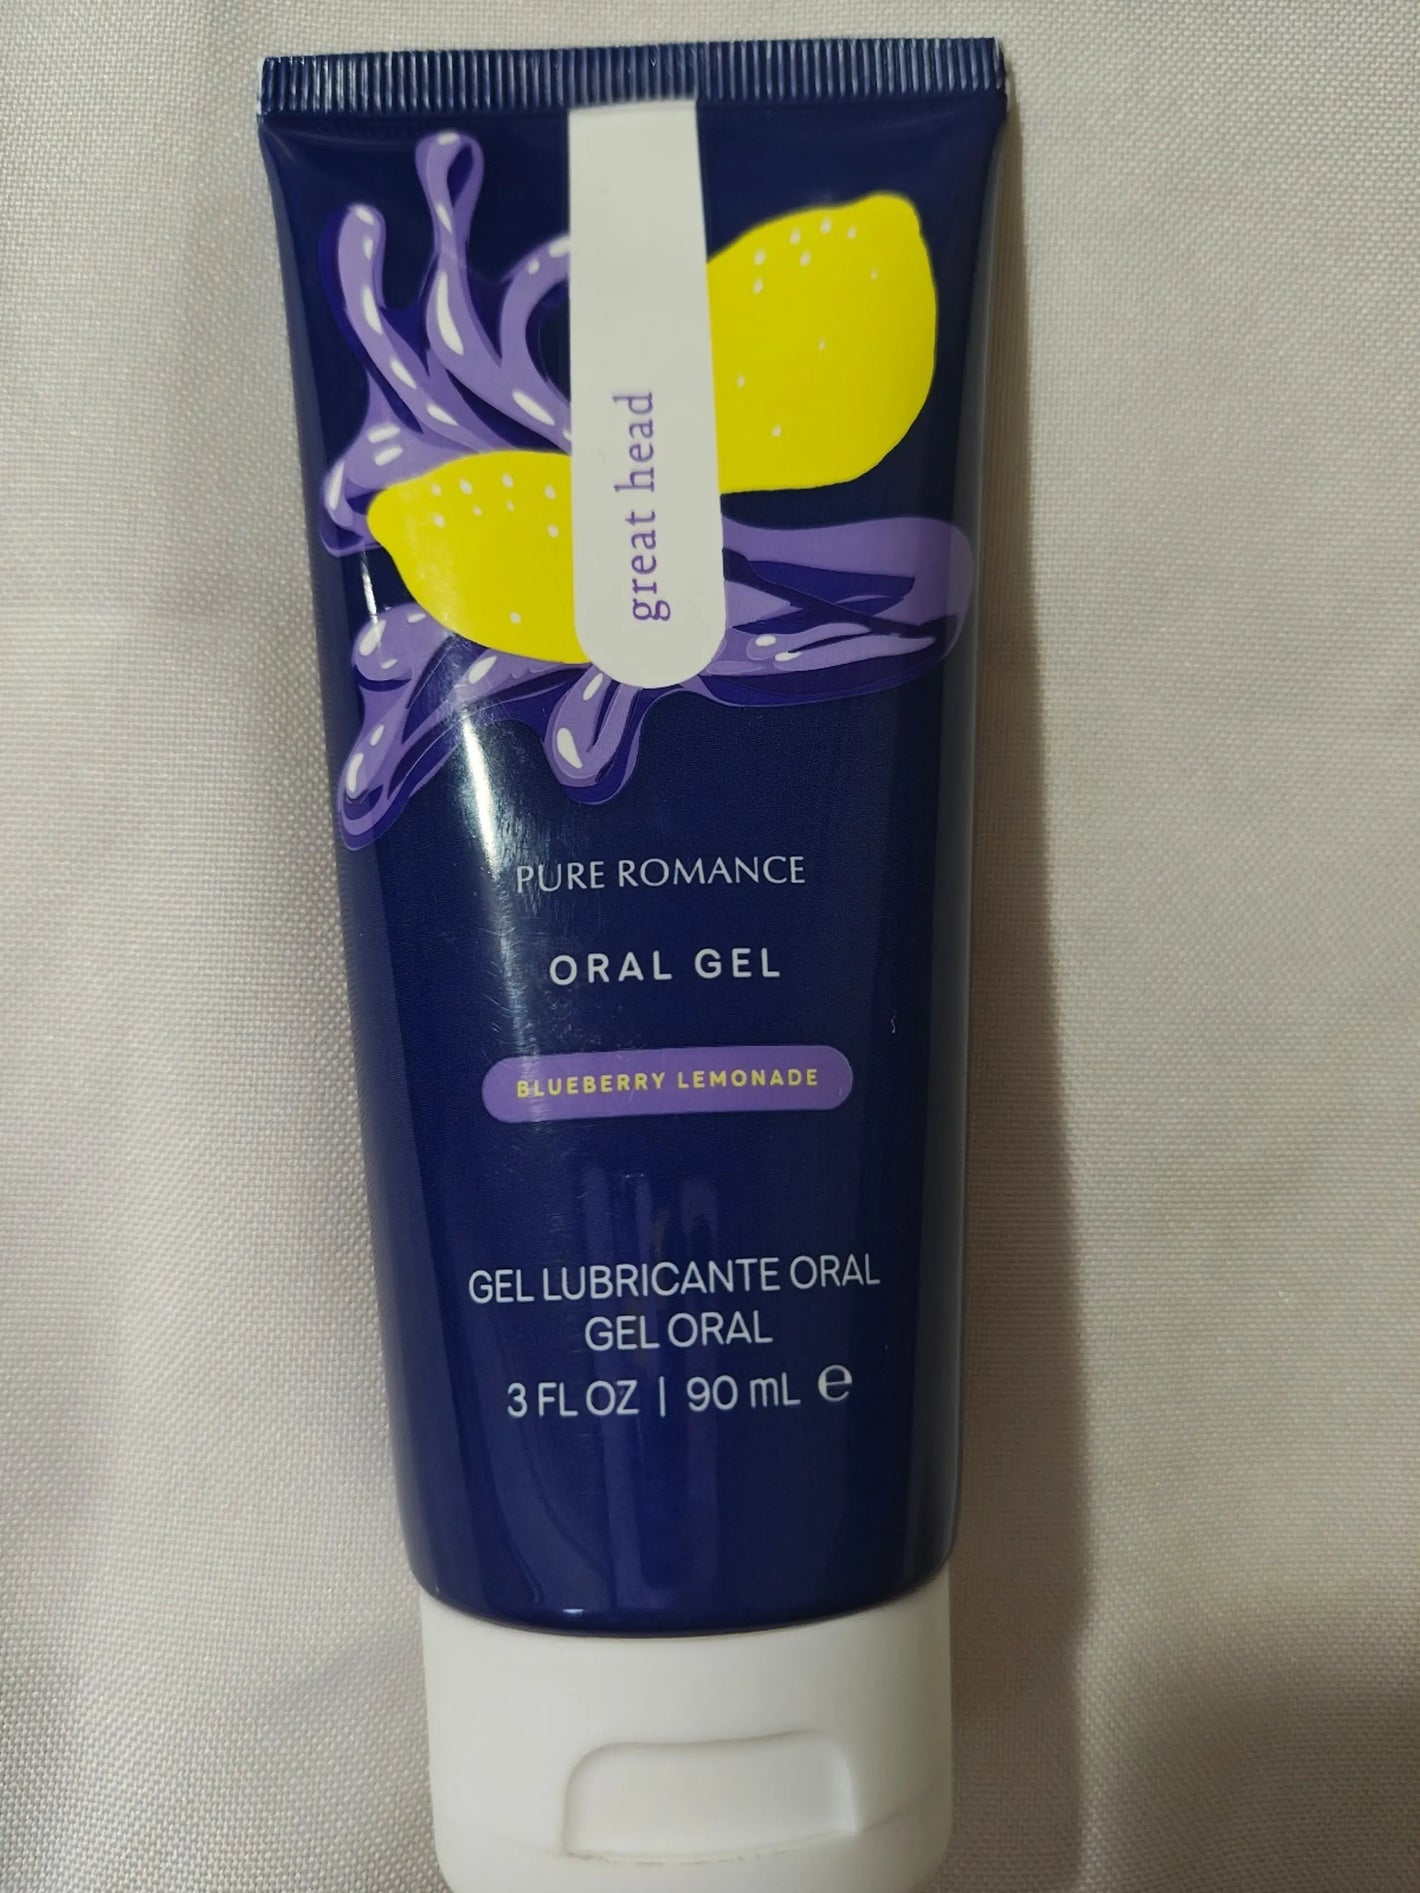 great head
PURE ROMANCE
ORAL GEL
BLUEBERRY LEMONADE
GEL LUBRICANTE ORAL
GEL ORAL
3 FL OZ | 90 mL ℮